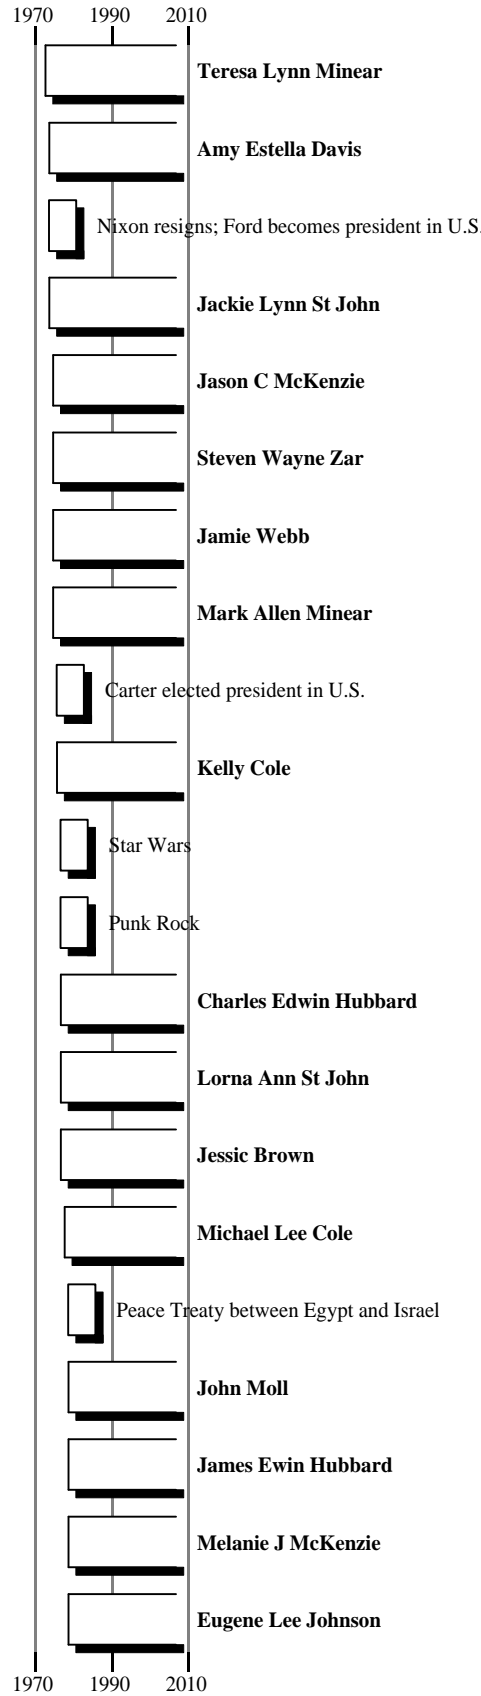 1970 1990 2010
Teresa Lynn Minear
Amy Estella Davis
Nixon resigns; Ford becomes president in U.S.
Jackie Lynn St John
Jason C McKenzie
Steven Wayne Zar
Jamie Webb
Mark Allen Minear
Carter elected president in U.S.
Kelly Cole
Star Wars
Punk Rock
Charles Edwin Hubbard
Lorna Ann St John
Jessic Brown
Michael Lee Cole
Peace Treaty between Egypt and Israel
John Moll
James Ewin Hubbard
Melanie J McKenzie
Eugene Lee Johnson
1970 1990 2010